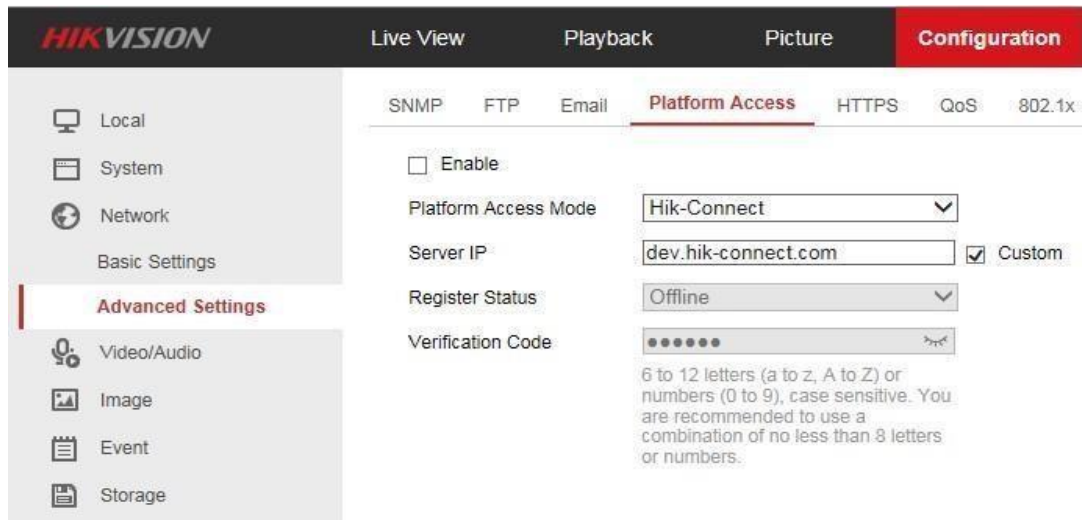 HIKVISION Live View Playback Picture Configuration
SNMP FTP Email Platform Access HTTPS QoS 802.1x
Local
System
Network
Basic Settings
Advanced Settings
Video/Audio
Image
Event
Storage
Enable
Platform Access Mode Hik-Connect
Server IP dev.hik-connect.com Custom
Register Status Offline
Verification Code ●●●●●●
6 to 12 letters (a to z, A to Z) or
numbers (0 to 9), case sensitive. You
are recommended to use a
combination of no less than 8 letters
or numbers.